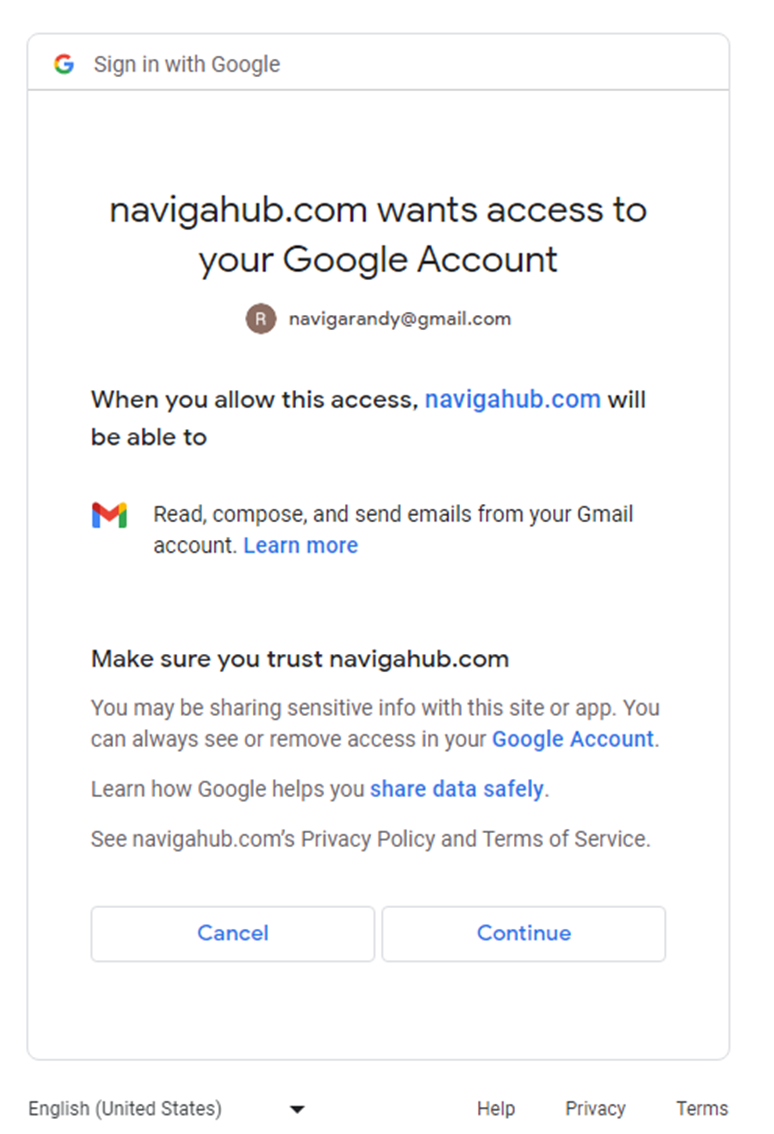 Sign in with Google
navigahub.com wants access to
your Google Account
R navigarandy@gmail.com
When you allow this access, navigahub.com will
be able to
Read, compose, and send emails from your Gmail
account. Learn more
Make sure you trust navigahub.com
You may be sharing sensitive info with this site or app. You
can always see or remove access in your Google Account.
Learn how Google helps you share data safely.
See navigahub.com’s Privacy Policy and Terms of Service.
Cancel Continue
English (United States) Help Privacy Terms